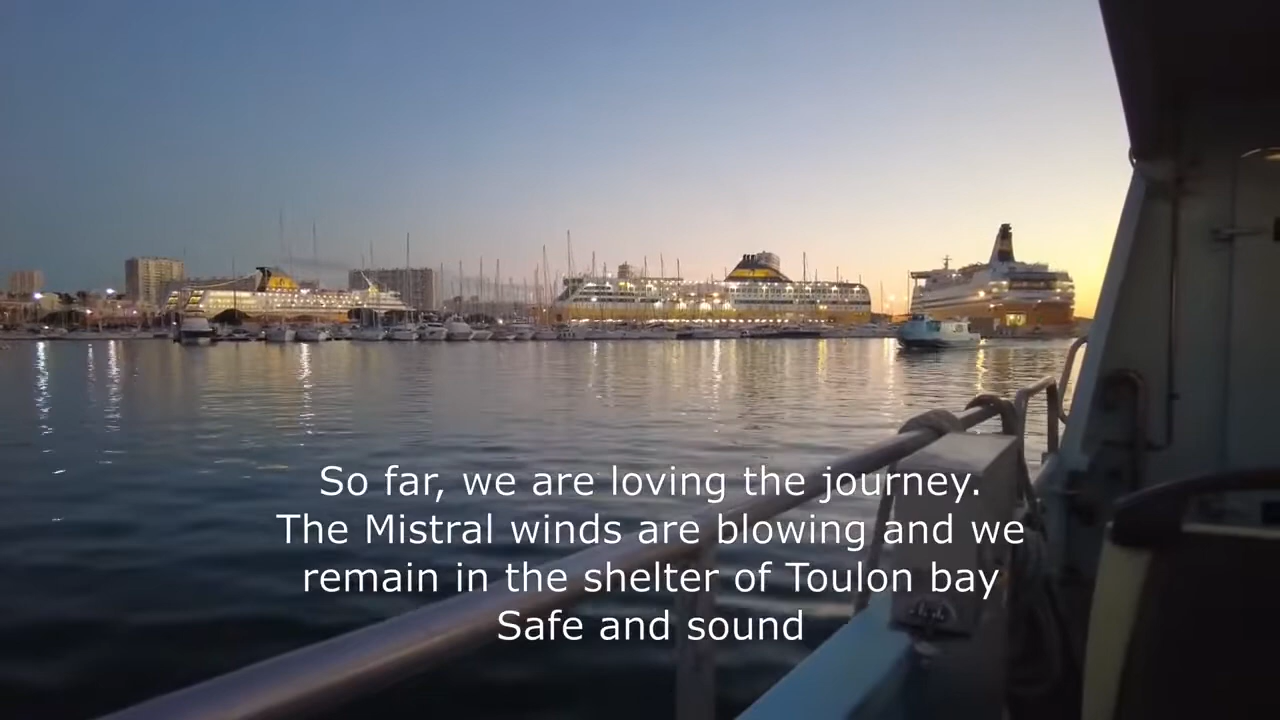 So far, we are loving the journey.
The Mistral winds are blowing and we
remain in the shelter of Toulon bay
Safe and sound